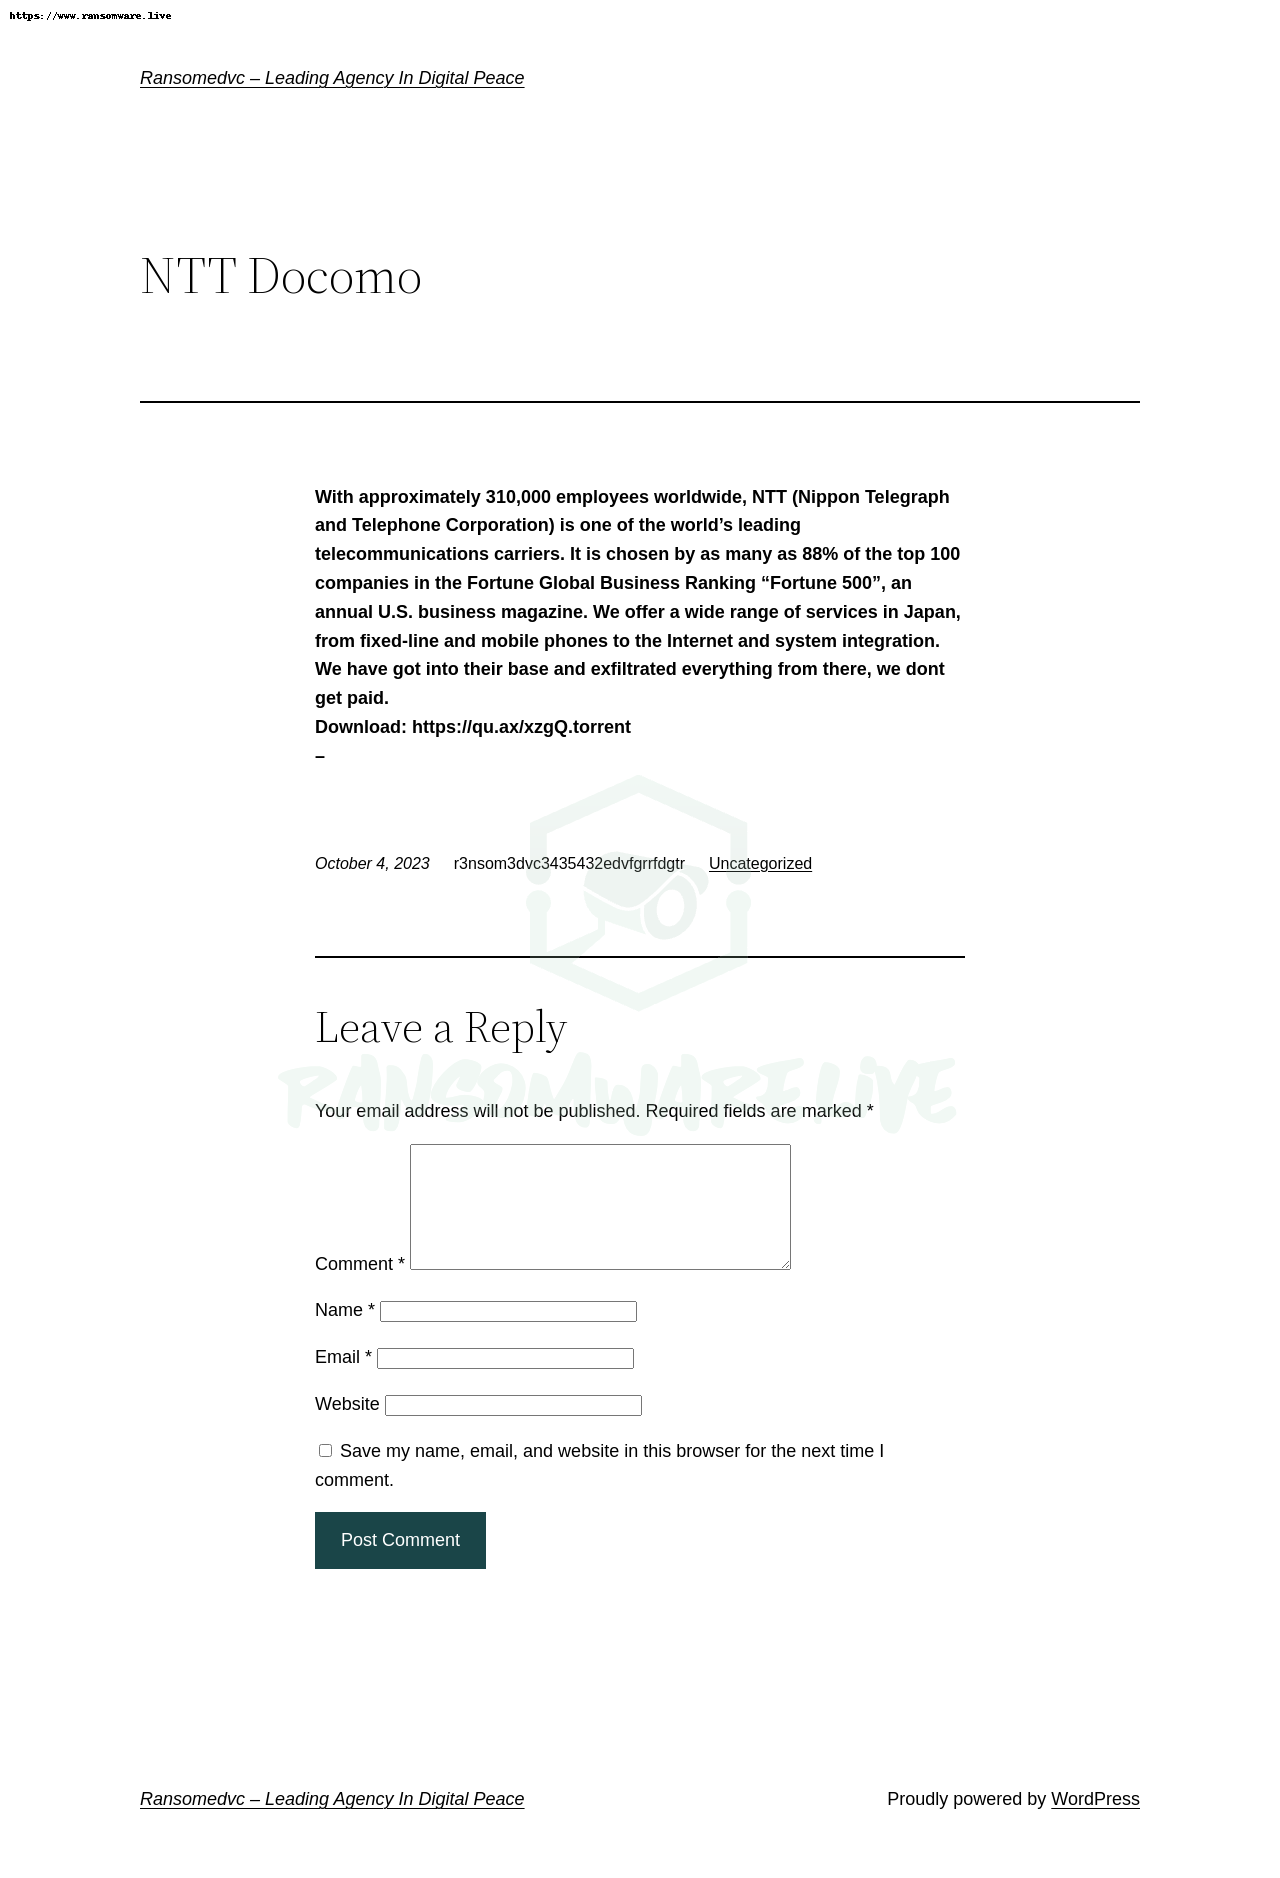 https://www.ransomware.live
Ransomedvc – Leading Agency In Digital Peace
NTT Docomo
With approximately 310,000 employees worldwide, NTT (Nippon Telegraph
and Telephone Corporation) is one of the world’s leading
telecommunications carriers. It is chosen by as many as 88% of the top 100
companies in the Fortune Global Business Ranking “Fortune 500”, an
annual U.S. business magazine. We offer a wide range of services in Japan,
from fixed-line and mobile phones to the Internet and system integration.
We have got into their base and exfiltrated everything from there, we dont
get paid.
Download: https://qu.ax/xzgQ.torrent
–
October 4, 2023 r3nsom3dvc3435432edvfgrrfdgtr Uncategorized
Leave a Reply
RANSOMWARE.LIVE
Your email address will not be published. Required fields are marked *
Comment *
Name *
Email *
Website
Save my name, email, and website in this browser for the next time I
comment.
Post Comment
Ransomedvc – Leading Agency In Digital Peace Proudly powered by WordPress